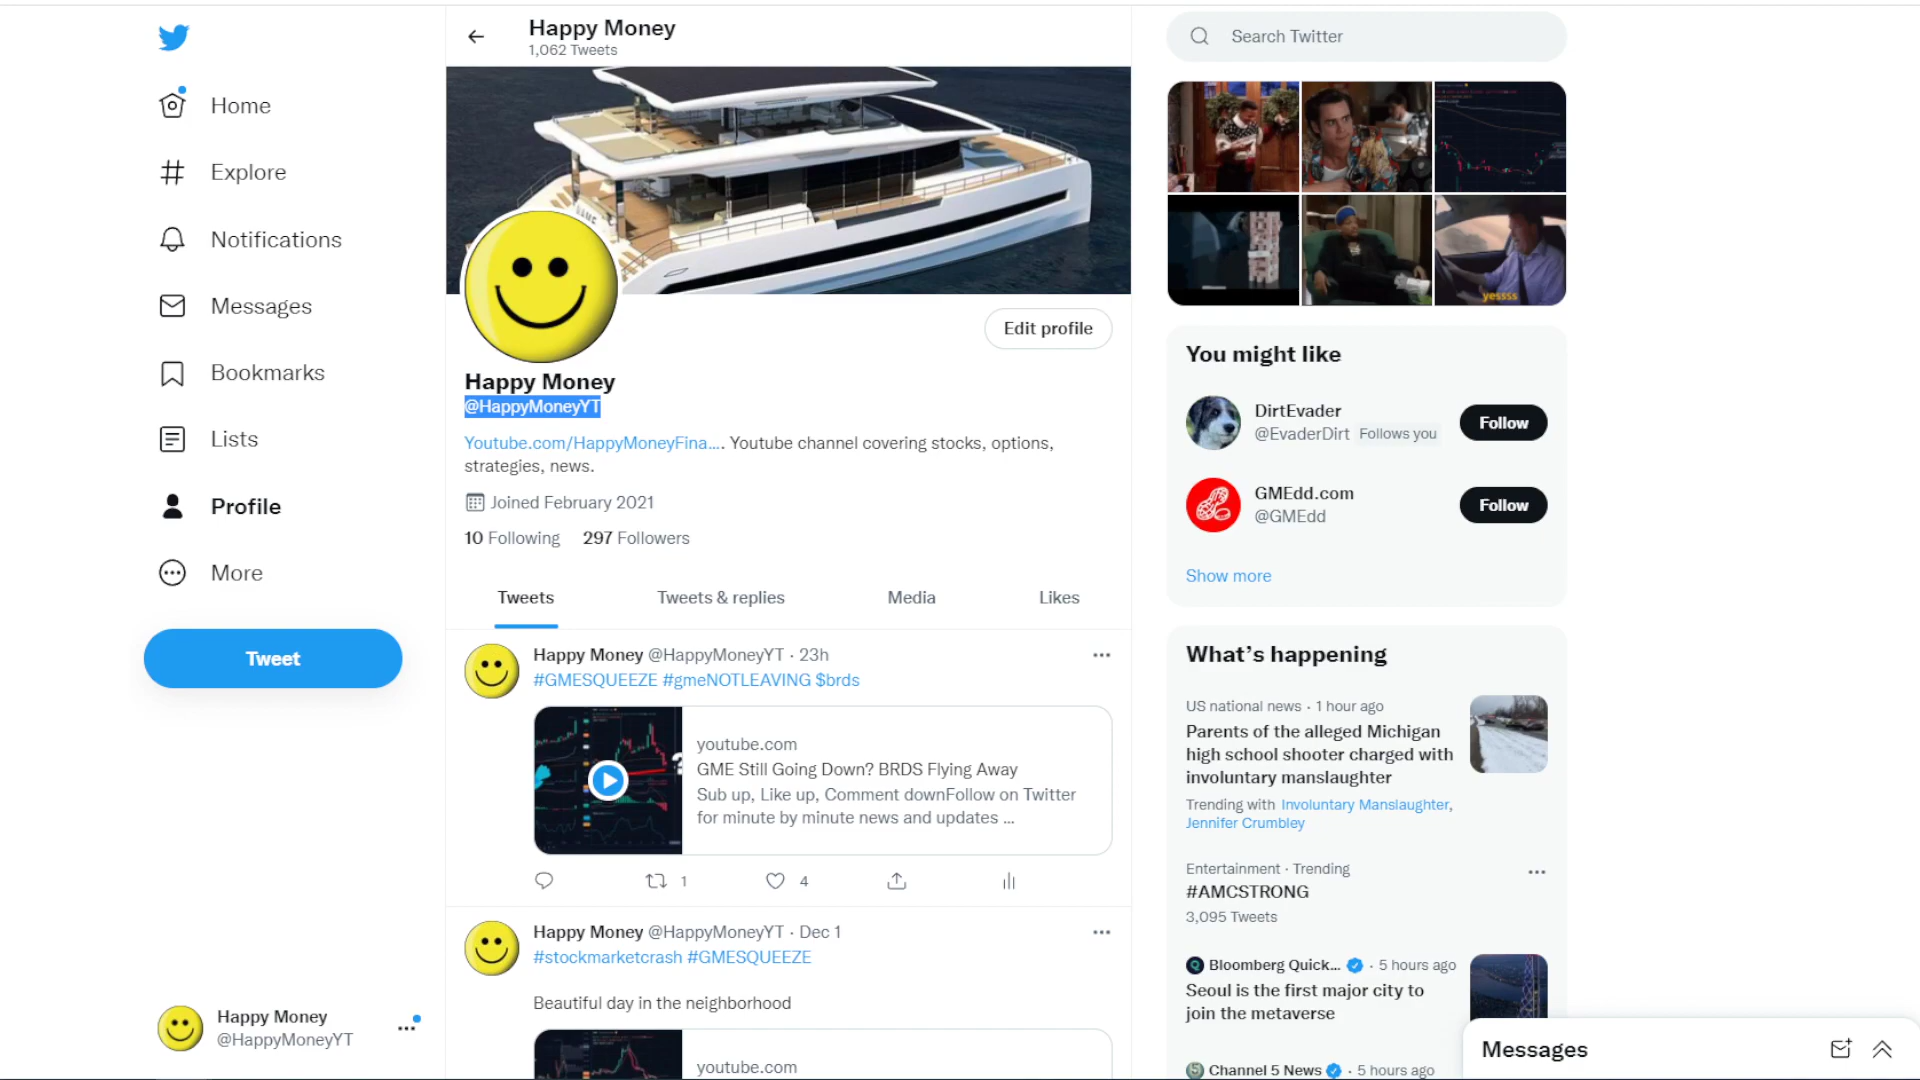 Happy Money
1,062 Tweets
Home
Explore
Notifications
Messages
Bookmarks
Lists
Profile
More
Tweet
Happy Money
@HappyMoneyYT
Edit profile
Happy Money
@HappyMoneyYT
Youtube.com/HappyMoneyFina.... Youtube channel covering stocks, options,
strategies, news.
Joined February 2021
10 Following 297 Followers
Tweets
Tweets & replies
Media
Likes
Happy Money @HappyMoneyYT · 23h
#GMESQUEEZE #gmeNOTLEAVING $brds
youtube.com
GME Still Going Down? BRDS Flying Away
Sub up, Like up, Comment downFollow on Twitter
for minute by minute news and updates ...
1
4
Happy Money @HappyMoneyYT · Dec 1
#stockmarketcrash #GMESQUEEZE
Beautiful day in the neighborhood
youtube.com
Search Twitter
yessss
You might like
DirtEvader
@EvaderDirt Follows you
Follow
GMEdd.com
@GMEdd
Follow
Show more
What's happening
US national news · 1 hour ago
Parents of the alleged Michigan
high school shooter charged with
involuntary manslaughter
Trending with Involuntary Manslaughter,
Jennifer Crumbley
Entertainment · Trending
#AMCSTRONG
3,095 Tweets
Bloomberg Quick... · 5 hours ago
Seoul is the first major city to
join the metaverse
Channel 5 News · 5 hours ago
Messages